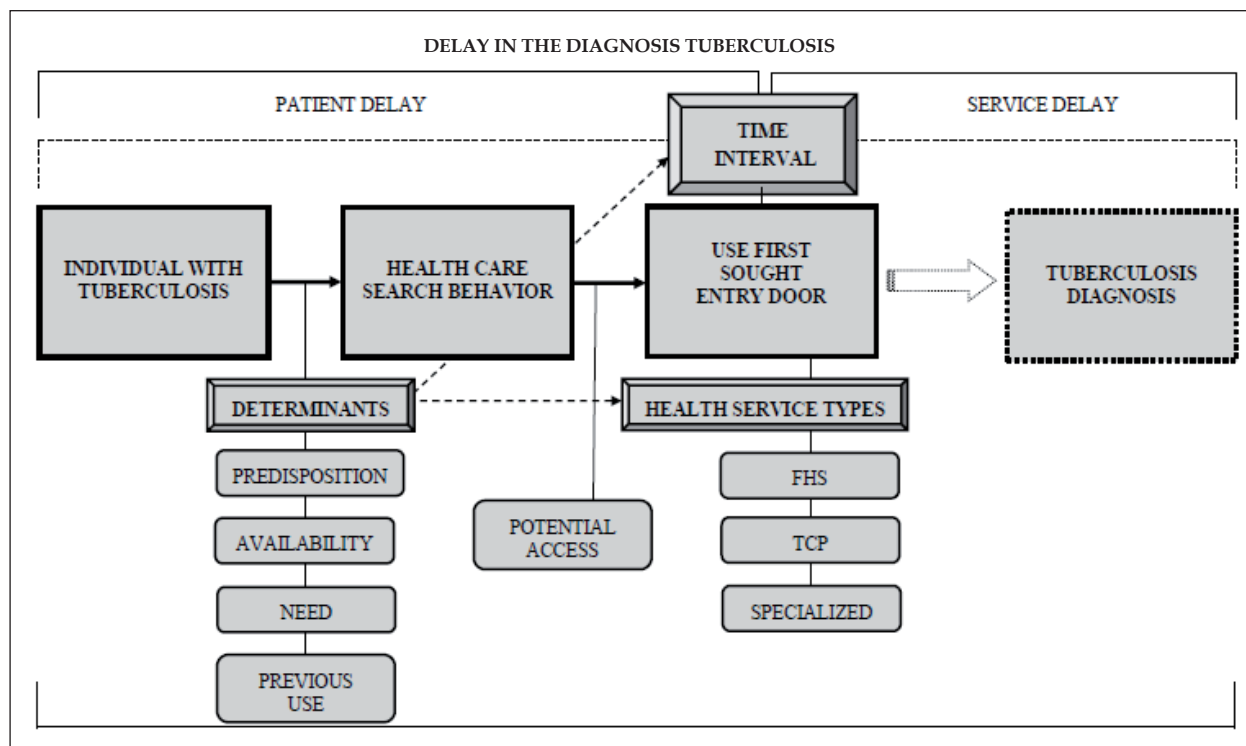 DELAY IN THE DIAGNOSIS TUBERCULOSIS
PATIENT DELAY
SERVICE DELAY
TIME
INTERVAL
INDIVIDUAL WITH
TUBERCULOSIS
HEALTH CARE
SEARCH BEHAVIOR
USE FIRST
SOUGHT
ENTRY DOOR
TUBERCULOSIS
DIAGNOSIS
DETERMINANTS
HEALTH SERVICE TYPES
PREDISPOSITION
AVAILABILITY
NEED
PREVIOUS
USE
POTENTIAL
ACCESS
FHS
TCP
SPECIALIZED